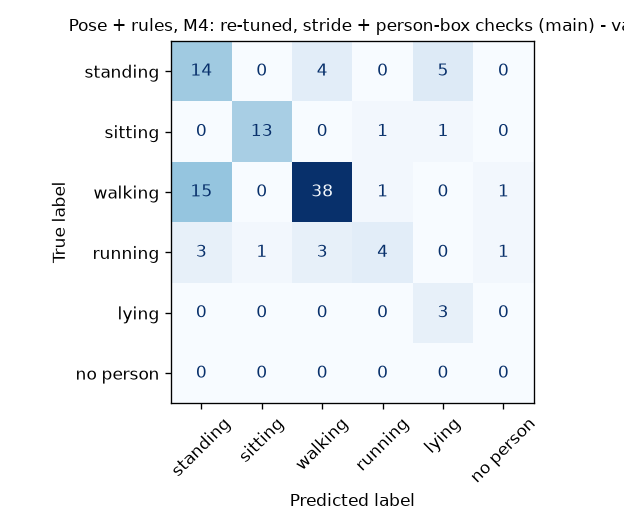 Pose + rules, M4: re-tuned, stride + person-box checks (main) - va
standing 14 0 4 0 5 0
sitting 0 13 0 1 1 0
True label
walking 15 0 38 1 0 1
running 3 1 3 4 0 1
lying 0 0 0 0 3 0
no person 0 0 0 0 0 0
standing sitting walking running lying no person
Predicted label